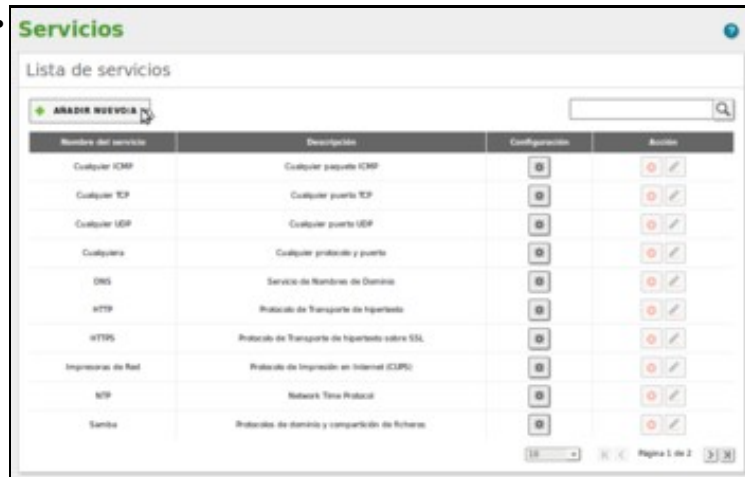 Servicios
Lista de servicios
AÑADIR NUEVO/A
Nombre del servicio Descripción Configuración Acción
Cualquier ICMP Cualquier paquete ICMP
Cualquier TCP Cualquier puerto TCP
Cualquier UDP Cualquier puerto UDP
Cualquiera Cualquier protocolo y puerto
DNS Servicio de Nombres de Dominio
HTTP Protocolo de Transporte de hipertexto
HTTPS Protocolo de Transporte de hipertexto sobre SSL
Impresoras de Red Protocolo de Impresión en Internet (CUPS)
NTP Network Time Protocol
Samba Protocolos de dominio y compartición de ficheros
10 Página 1 de 2